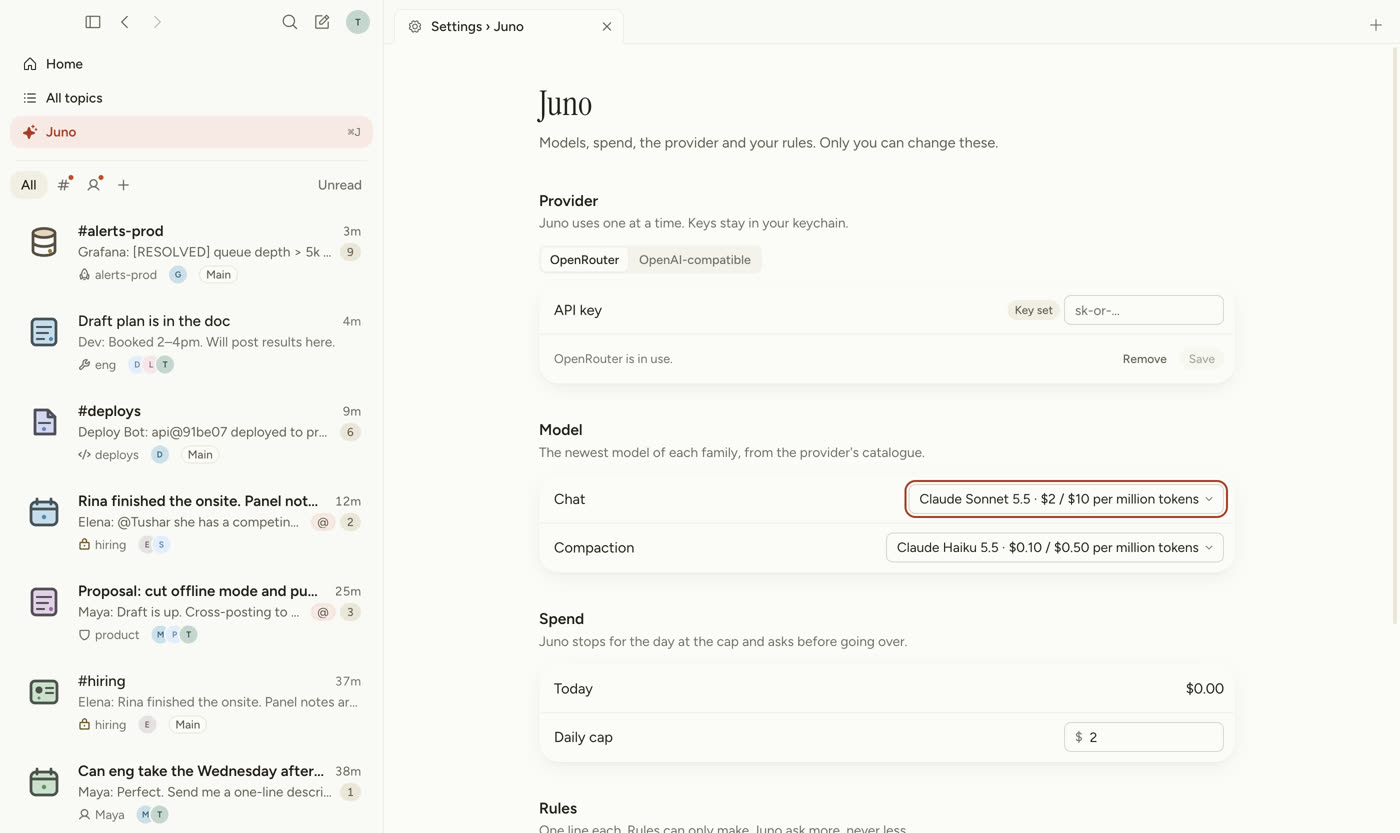 T
Home
All topics
Juno ⌘J
All # Unread
#alerts-prod 3m
Grafana: [RESOLVED] queue depth > 5k ... 9
alerts-prod G Main
Draft plan is in the doc 4m
Dev: Booked 2–4pm. Will post results here.
eng D L T
#deploys 9m
Deploy Bot: api@91be07 deployed to pr... 6
deploys D Main
Rina finished the onsite. Panel not... 12m
Elena: @Tushar she has a competin... @ 2
hiring E S
Proposal: cut offline mode and pu... 25m
Maya: Draft is up. Cross-posting to ... @ 3
product M P T
#hiring 37m
Elena: Rina finished the onsite. Panel notes ar...
hiring E Main
Can eng take the Wednesday after... 38m
Maya: Perfect. Send me a one-line descri... 1
Maya M T
Settings › Juno
Juno
Models, spend, the provider and your rules. Only you can change these.
Provider
Juno uses one at a time. Keys stay in your keychain.
OpenRouter OpenAI-compatible
API key Key set sk-or-...
OpenRouter is in use. Remove Save
Model
The newest model of each family, from the provider's catalogue.
Chat Claude Sonnet 5.5 · $2 / $10 per million tokens
Compaction Claude Haiku 5.5 · $0.10 / $0.50 per million tokens
Spend
Juno stops for the day at the cap and asks before going over.
Today $0.00
Daily cap $ 2
Rules
One line each. Rules can only make Juno ask more, never less.